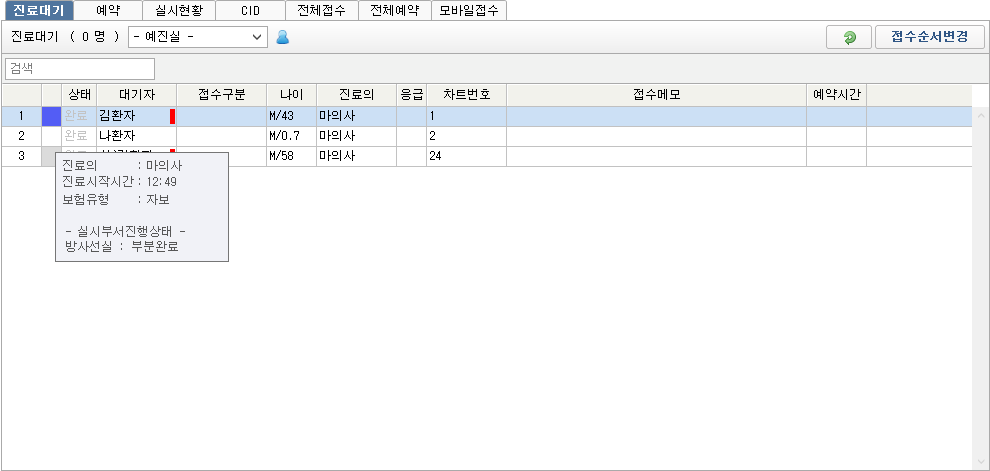 진료대기 예약 실시현황 CID 전체접수 전체예약 모바일접수
진료대기 ( 0 명 ) - 예진실 - 접수순서변경
검색
상태 대기자 접수구분 나이 진료의 응급 차트번호 접수메모 예약시간
1 완료 김환자 M/43 마의사 1
2 완료 나환자 M/0.7 마의사 2
3 M/58 마의사 24
진료의 : 마의사
진료시작시간 : 12:49
보험유형 : 자보
- 실시부서진행상태 -
방사선실 : 부분완료